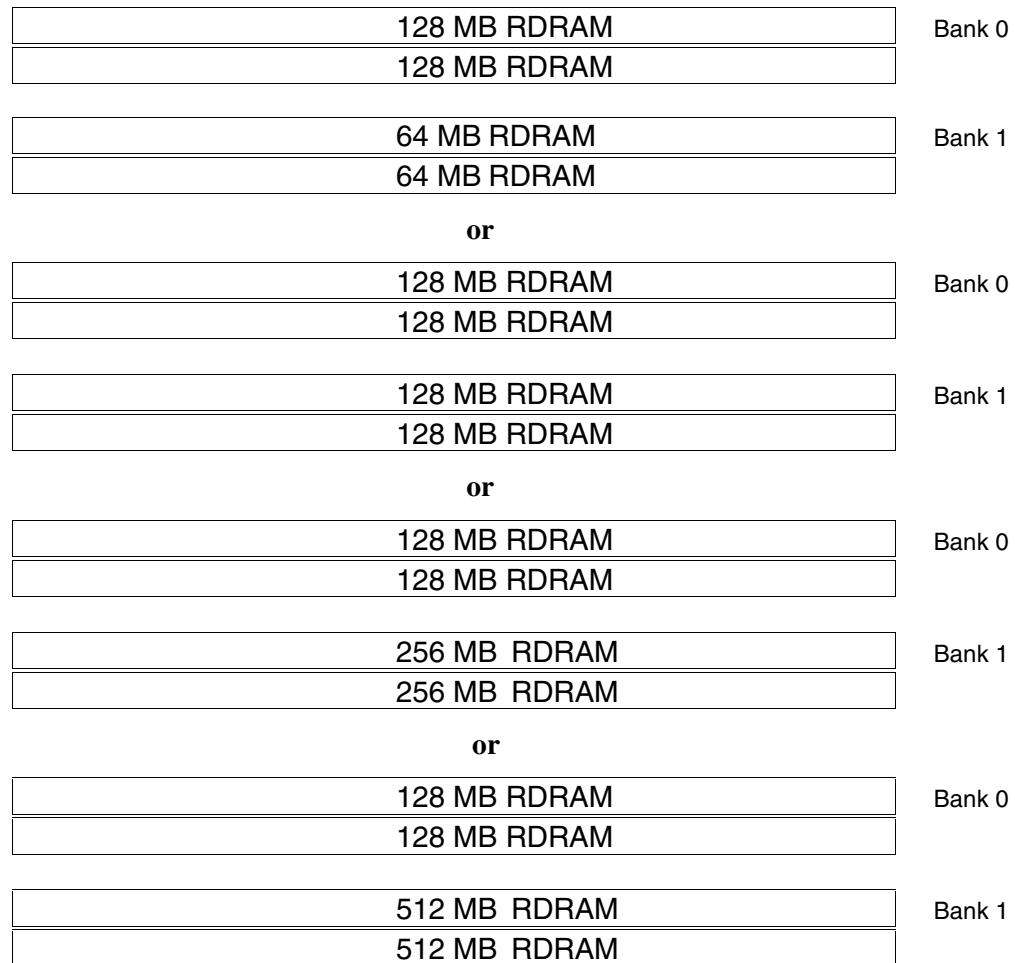 128 MB RDRAM Bank 0
128 MB RDRAM
64 MB RDRAM Bank 1
64 MB RDRAM
or
128 MB RDRAM Bank 0
128 MB RDRAM
128 MB RDRAM Bank 1
128 MB RDRAM
or
128 MB RDRAM Bank 0
128 MB RDRAM
256 MB RDRAM Bank 1
256 MB RDRAM
or
128 MB RDRAM Bank 0
128 MB RDRAM
512 MB RDRAM Bank 1
512 MB RDRAM